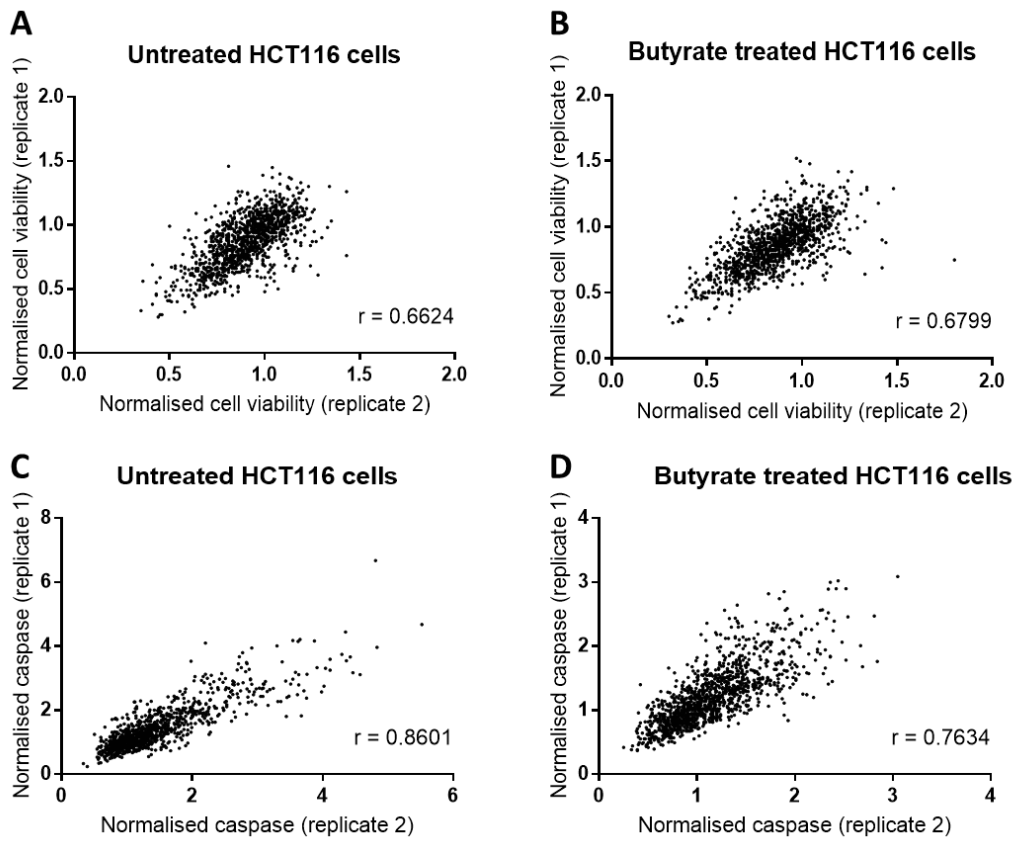 A
Untreated HCT116 cells
Normalised cell viability (replicate 1)
2.0
1.5
1.0
0.5
0.0
r = 0.6624
0.0 0.5 1.0 1.5 2.0
Normalised cell viability (replicate 2)
B
Butyrate treated HCT116 cells
Normalised cell viability (replicate 1)
2.0
1.5
1.0
0.5
0.0
r = 0.6799
0.0 0.5 1.0 1.5 2.0
Normalised cell viability (replicate 2)
C
Untreated HCT116 cells
Normalised caspase (replicate 1)
8
6
4
2
0
r = 0.8601
0 2 4 6
Normalised caspase (replicate 2)
D
Butyrate treated HCT116 cells
Normalised caspase (replicate 1)
4
3
2
1
0
r = 0.7634
0 1 2 3 4
Normalised caspase (replicate 2)